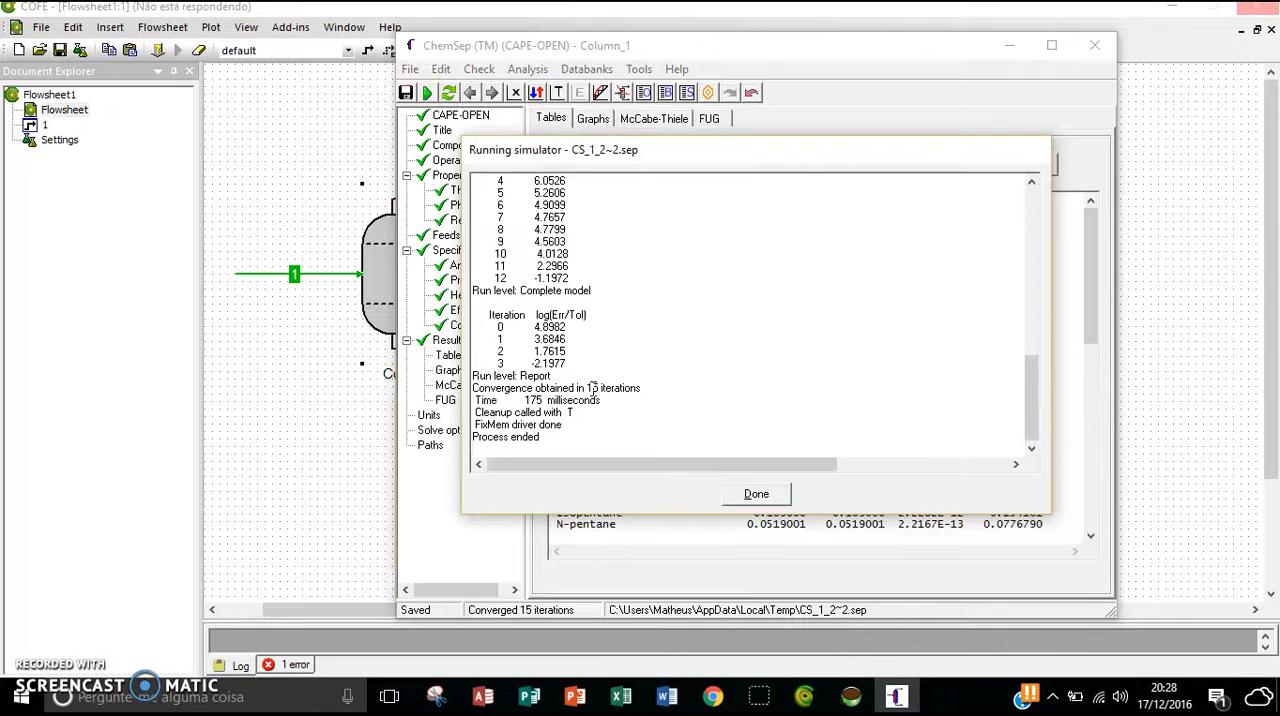 COFE - [Flowsheet1:1] (Não está respondendo)
File Edit Insert Flowsheet Plot View Add-ins Window Help
default
Document Explorer
Flowsheet1
Flowsheet
1
Settings
1
ChemSep (TM) (CAPE-OPEN) - Column_1
File Edit Check Analysis Databanks Tools Help
CAPE-OPEN
Title
Tables Graphs McCabe-Thiele FUG
Running simulator - CS_1_2~2.sep
4 6.0526
5 5.2606
6 4.9099
7 4.7657
8 4.7799
9 4.5603
10 4.0128
11 2.2966
12 -1.1972
Run level: Complete model
Iteration log(Err/Tol)
0 4.8982
1 3.6846
2 1.7615
3 -2.1977
Run level: Report
Convergence obtained in 15 iterations
Time 175 milliseconds
Cleanup called with T
FixMem driver done
Process ended
Done
Feeds
FUG
Units
Solve opt
Paths
N-pentane 0.0519001 0.0519001 2.2167E-13 0.0776790
Saved Converged 15 iterations C:\Users\Matheus\AppData\Local\Temp\CS_1_2~2.sep
Log 1 error
RECORDED WITH
SCREENCAST MATIC
Pergunte-me alguma coisa
20:28
17/12/2016
1